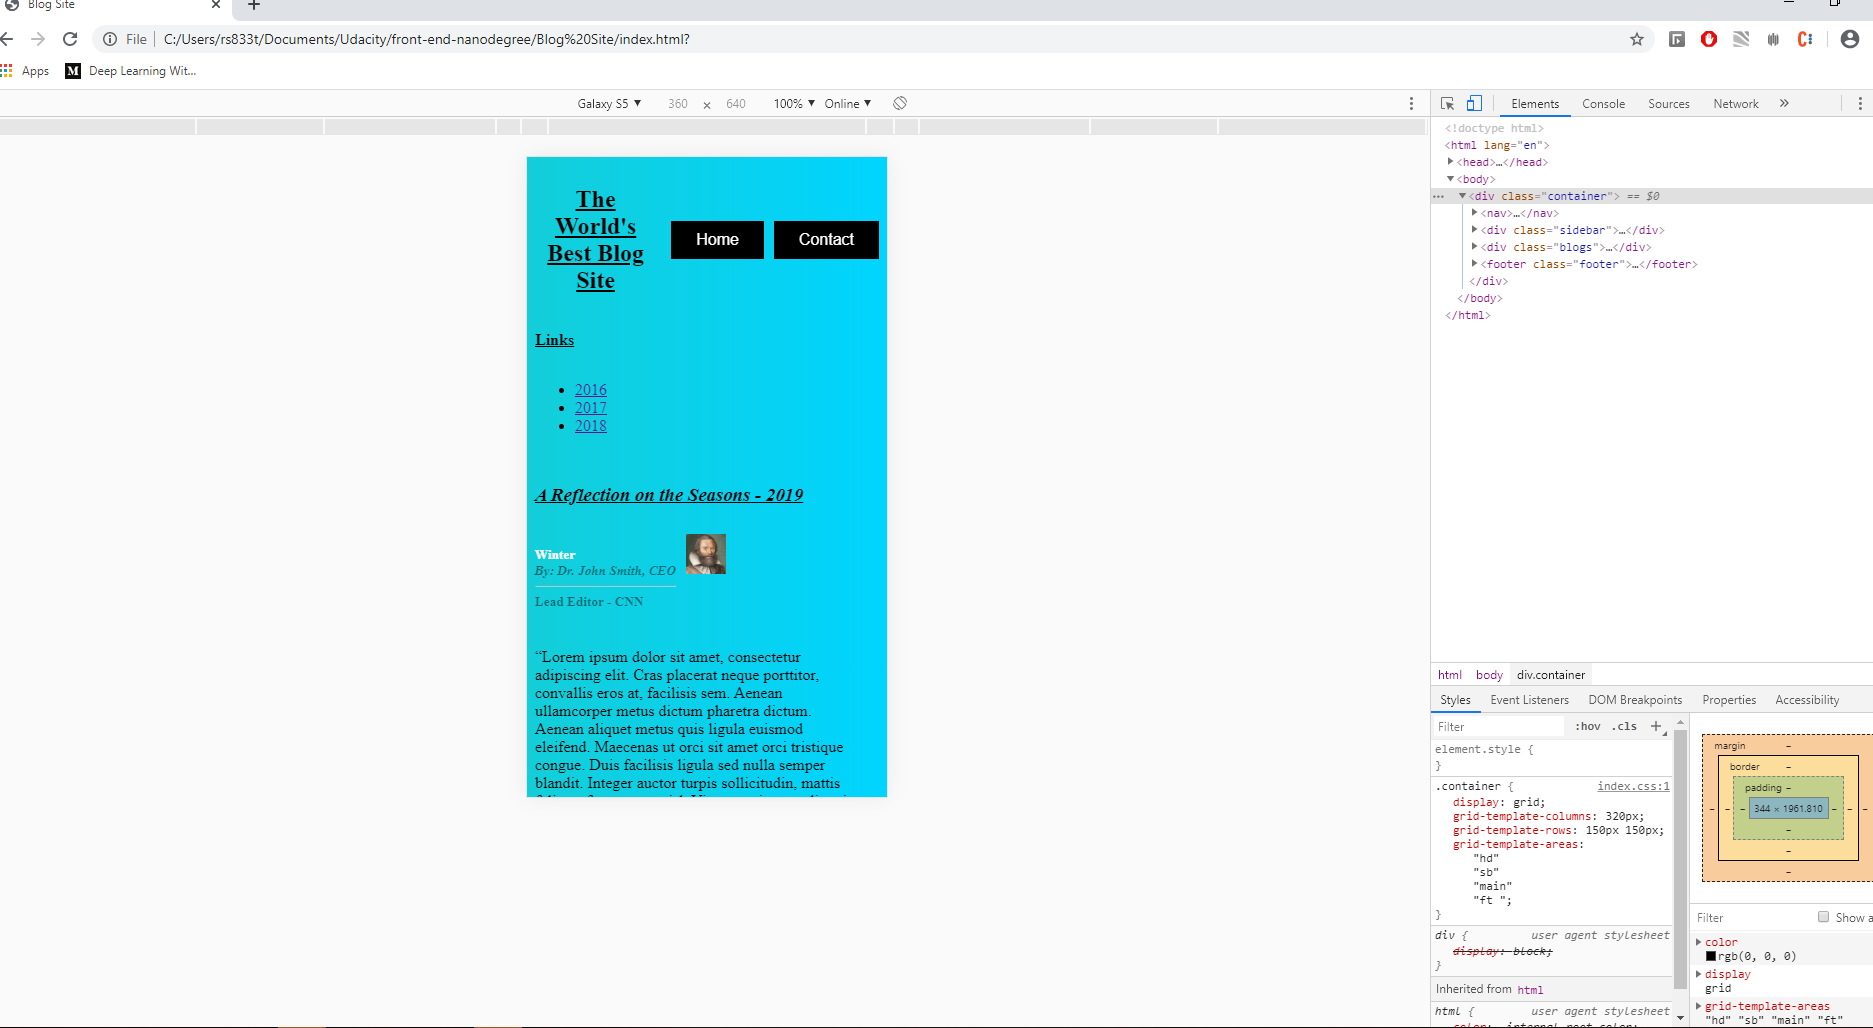 Blog Site
File
C:/Users/rs833t/Documents/Udacity/front-end-nanodegree/Blog%20Site/index.html?
Apps
M Deep Learning Wit...
Galaxy S5 ▼ 360 × 640 100% ▼ Online ▼
Elements Console Sources Network »
The
World's
Best Blog
Site
Home
Contact
Links
• 2016
• 2017
• 2018
A Reflection on the Seasons - 2019
Winter
By: Dr. John Smith, CEO
Lead Editor - CNN
“Lorem ipsum dolor sit amet, consectetur
adipiscing elit. Cras placerat neque porttitor,
convallis eros at, facilisis sem. Aenean
ullamcorper metus dictum pharetra dictum.
Aenean aliquet metus quis ligula euismod
eleifend. Maecenas ut orci sit amet orci tristique
congue. Duis facilisis ligula sed nulla semper
blandit. Integer auctor turpis sollicitudin, mattis
<!doctype html>
<html lang="en">
<head>…</head>
<body>
<div class="container"> == $0
<nav>…</nav>
<div class="sidebar">…</div>
<div class="blogs">…</div>
<footer class="footer">…</footer>
</div>
</body>
</html>
html body div.container
Styles Event Listeners DOM Breakpoints Properties Accessibility
Filter :hov .cls +
element.style {
}
.container { index.css:1
display: grid;
grid-template-columns: 320px;
grid-template-rows: 150px 150px;
grid-template-areas:
"hd"
"sb"
"main"
"ft ";
}
div { user agent stylesheet
display: block;
}
Inherited from html
html { user agent stylesheet
color: -internal-root-color;
margin –
border –
padding –
– – – 344 × 1961.810 – – –
–
–
–
Filter Show a
color
rgb(0, 0, 0)
display
grid
grid-template-areas
"hd" "sb" "main" "ft"